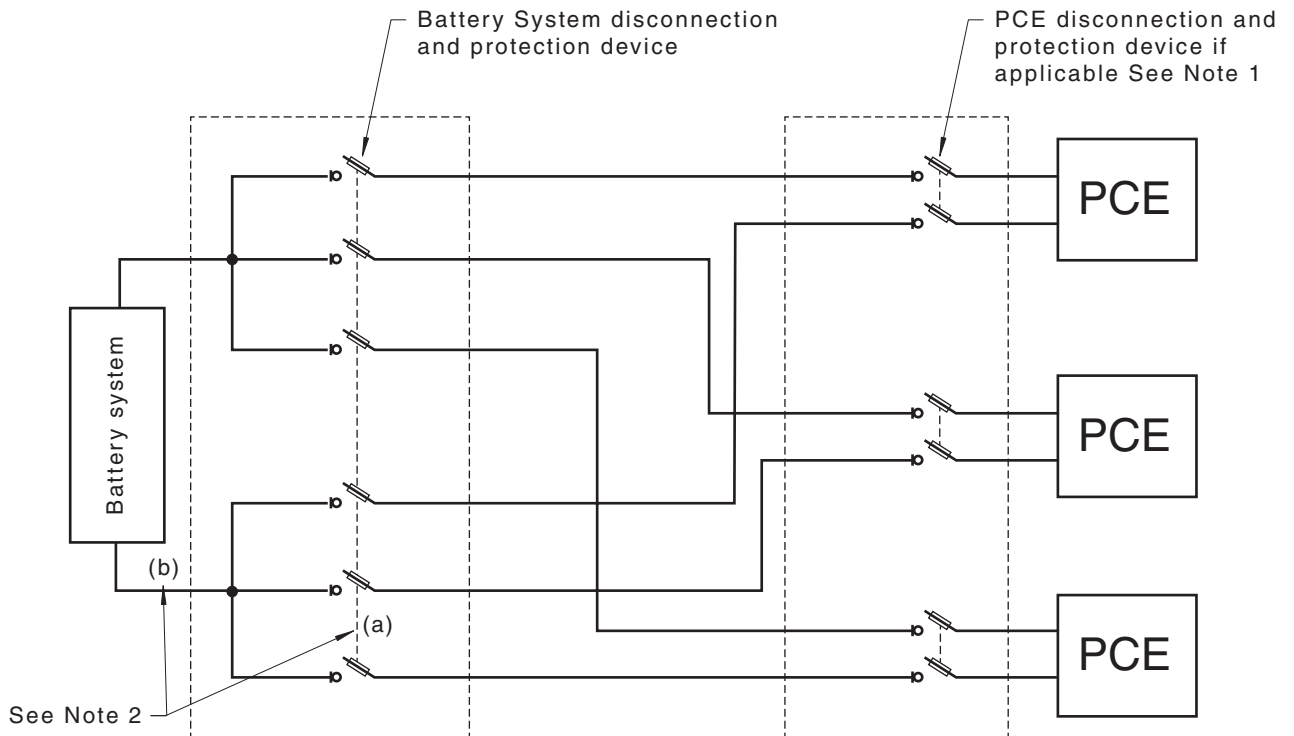 Battery System disconnection
and protection device
PCE disconnection and
protection device if
applicable See Note 1
PCE
Battery system
PCE
(b)
(a)
PCE
See Note 2